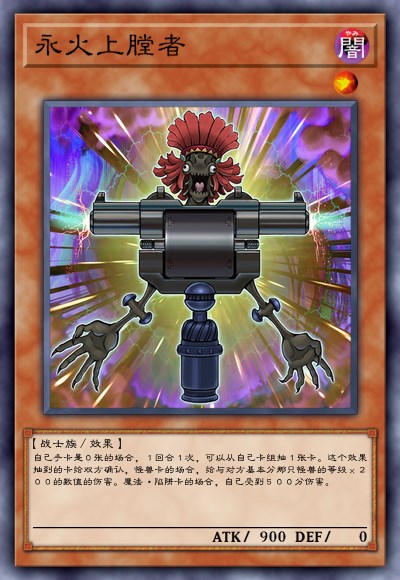 永火上膛者
やみ
闇
【战士族/效果】
自己手卡是0张的场合，1回合1次，可以从自己卡组抽1张卡。这个效果
抽到的卡给双方确认，怪兽卡的场合，给与对方基本分那只怪兽的等级×2
00的数值的伤害。魔法·陷阱卡的场合，自己受到500分伤害。
ATK/ 900 DEF/ 0